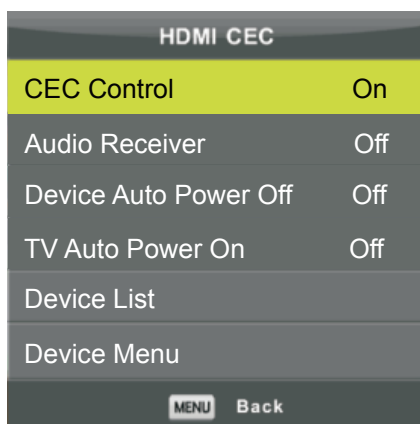 HDMI CEC
CEC Control On
Audio Receiver Off
Device Auto Power Off Off
TV Auto Power On Off
Device List
Device Menu
MENU Back